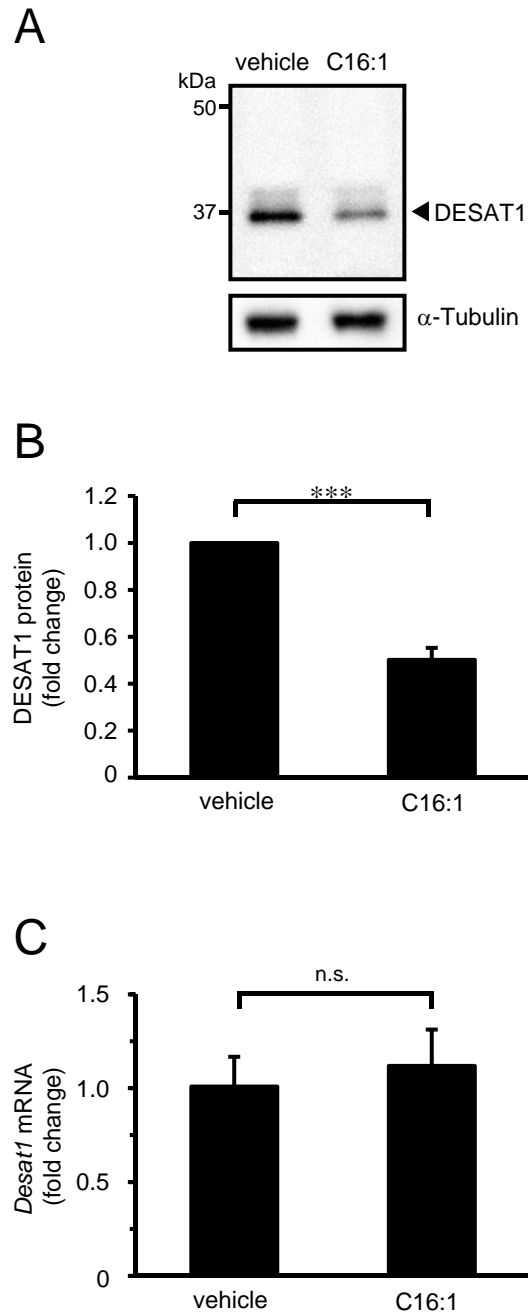 A
vehicle C16:1
kDa
50
37
DESAT1
α-Tubulin
B
DESAT1 protein
(fold change)
1.2
1.0
0.8
0.6
0.4
0.2
0
***
vehicle
C16:1
C
Desat1 mRNA
(fold change)
1.5
1.0
0.5
0
n.s.
vehicle
C16:1